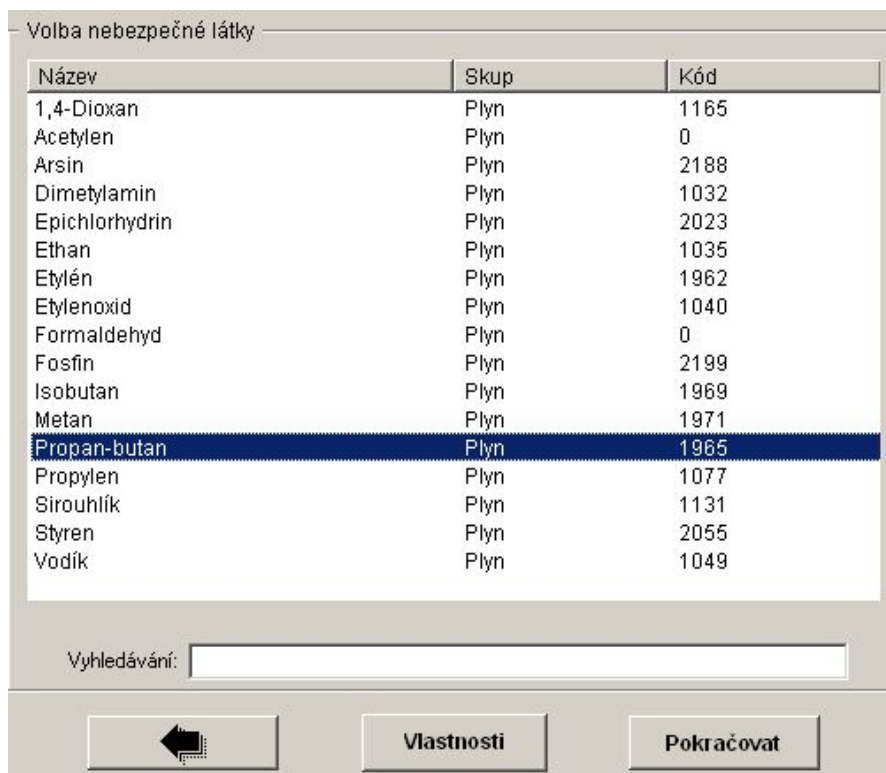 Volba nebezpečné látky
Název Skup Kód
1,4-Dioxan Plyn 1165
Acetylen Plyn 0
Arsin Plyn 2188
Dimetylamin Plyn 1032
Epichlorhydrin Plyn 2023
Ethan Plyn 1035
Etylén Plyn 1962
Etylenoxid Plyn 1040
Formaldehyd Plyn 0
Fosfin Plyn 2199
Isobutan Plyn 1969
Metan Plyn 1971
Propan-butan Plyn 1965
Propylen Plyn 1077
Sirouhlík Plyn 1131
Styren Plyn 2055
Vodík Plyn 1049
Vyhledávání:
Vlastnosti Pokračovat